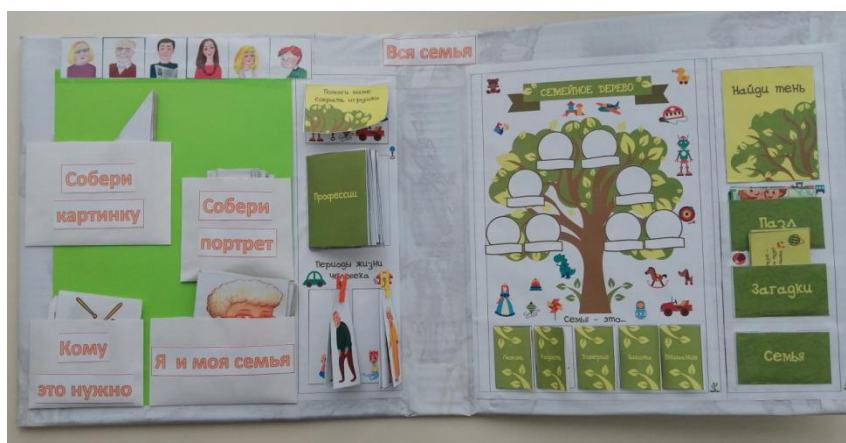 Вся семья
Собери
картинку
Собери
портрет
Кому
это нужно
Я и моя семья
Помоги маме
собрать игрушки
Профессии
Периоды жизни
человека
СЕМЕЙНОЕ ДЕРЕВО
Семья - это...
Найди тень
Пазл
Загадки
Семья